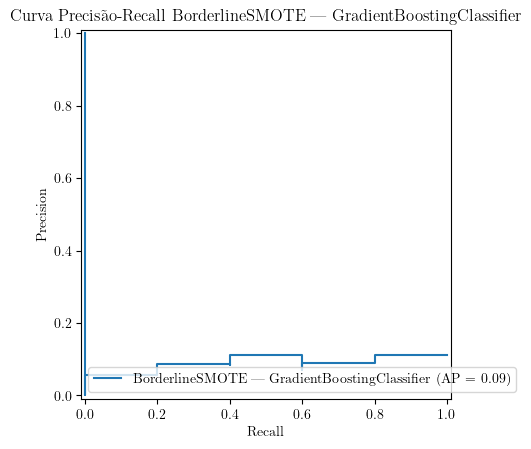 Curva Precisão-Recall BorderlineSMOTE — GradientBoostingClassifier
1.0
0.8
0.6
0.4
0.2
0.0
Precision
BorderlineSMOTE — GradientBoostingClassifier (AP = 0.09)
0.0 0.2 0.4 0.6 0.8 1.0
Recall